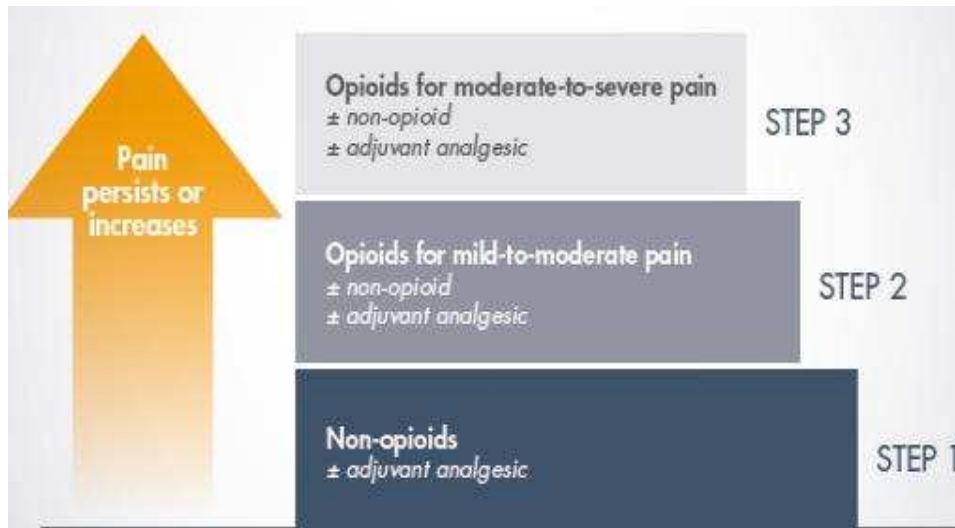 Pain
persists or
increases
Opioids for moderate-to-severe pain
± non-opioid
± adjuvant analgesic
STEP 3
Opioids for mild-to-moderate pain
± non-opioid
± adjuvant analgesic
STEP 2
Non-opioids
± adjuvant analgesic
STEP 1